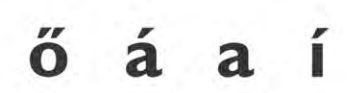 ő á a í